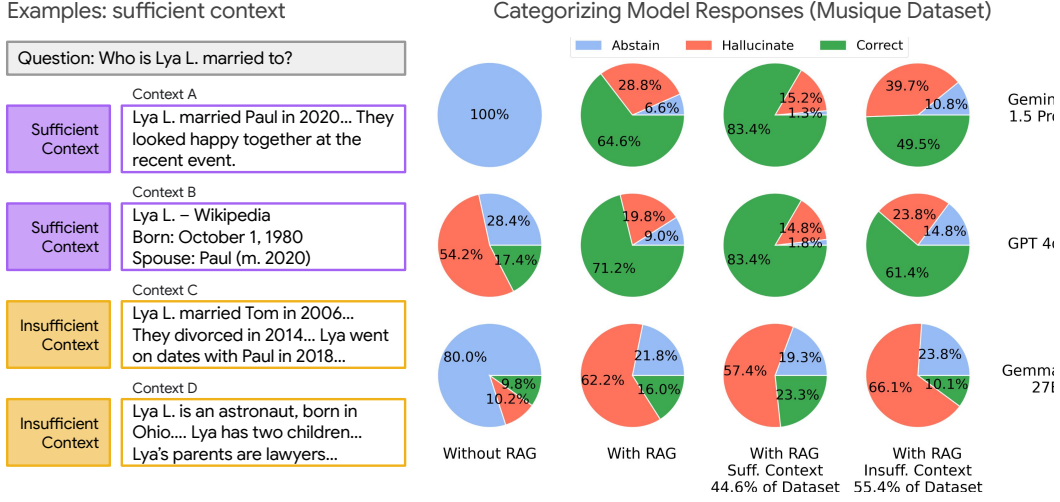 Examples: sufficient context
Question: Who is Lya L. married to?
Context A
Sufficient
Context
Lya L. married Paul in 2020... They
looked happy together at the
recent event.
Context B
Sufficient
Context
Lya L. – Wikipedia
Born: October 1, 1980
Spouse: Paul (m. 2020)
Context C
Insufficient
Context
Lya L. married Tom in 2006...
They divorced in 2014... Lya went
on dates with Paul in 2018...
Context D
Insufficient
Context
Lya L. is an astronaut, born in
Ohio.... Lya has two children...
Lya's parents are lawyers...
Categorizing Model Responses (Musique Dataset)
Abstain
Hallucinate
Correct
100%
28.8%
6.6%
64.6%
15.2%
1.3%
83.4%
39.7%
10.8%
49.5%
1.5
28.4%
54.2%
17.4%
19.8%
9.0%
71.2%
14.8%
1.8%
83.4%
23.8%
14.8%
61.4%
GPT
80.0%
9.8%
10.2%
21.8%
62.2%
16.0%
19.3%
57.4%
23.3%
23.8%
66.1%
10.1%
Without RAG
With RAG
With RAG
Suff. Context
44.6% of Dataset
With RAG
Insuff. Context
55.4% of Dataset